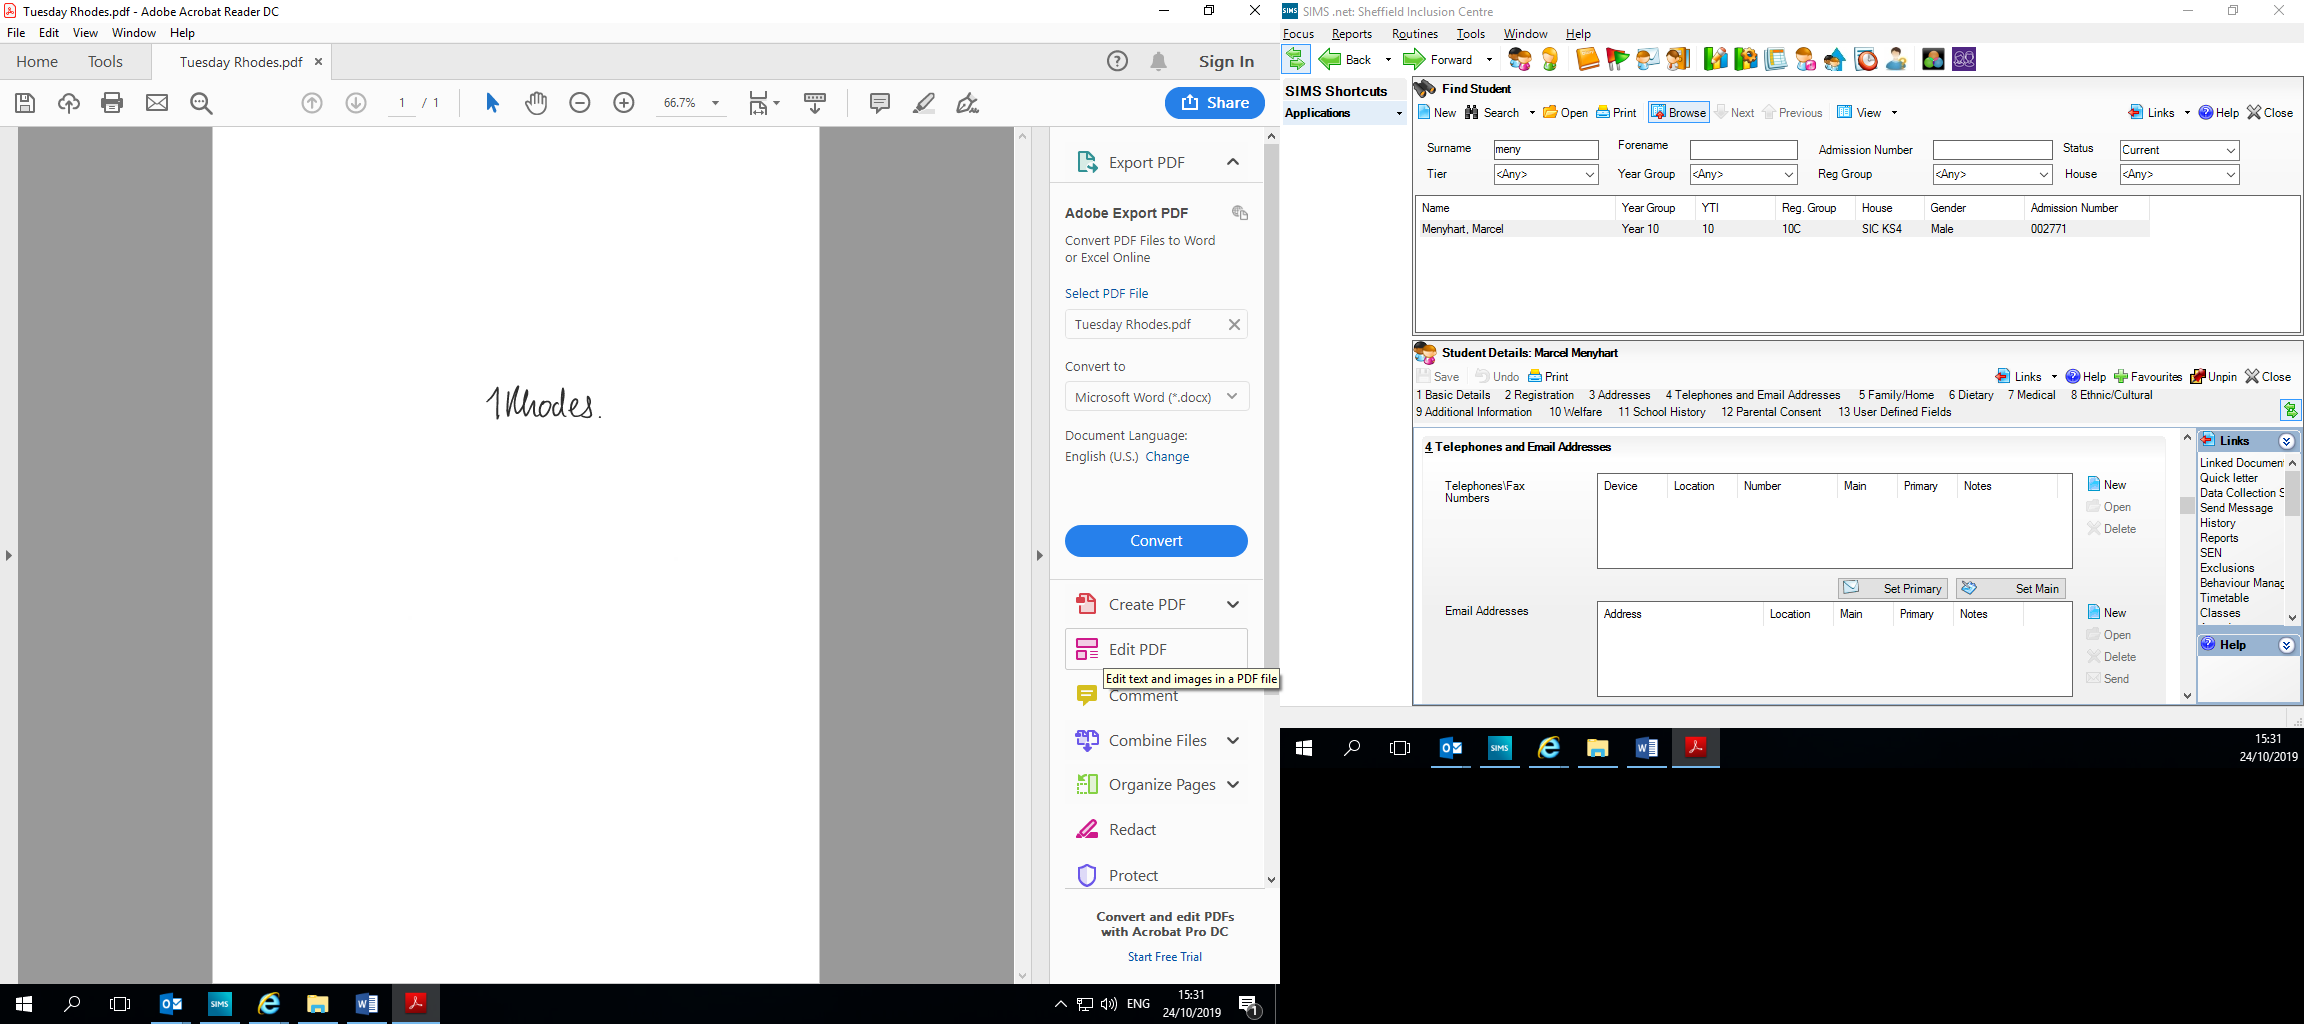 Tuesday Rhodes.pdf - Adobe Acrobat Reader DC
File Edit View Window Help
Home Tools Tuesday Rhodes.pdf × Sign In
1 / 1 66.7% Share
Rhodes.
Export PDF
Adobe Export PDF
Convert PDF Files to Word
or Excel Online
Select PDF File
Tuesday Rhodes.pdf
Convert to
Microsoft Word (*.docx)
Document Language:
English (U.S.) Change
Convert
Create PDF
Edit PDF
Edit text and images in a PDF file
Comment
Combine Files
Organize Pages
Redact
Protect
Convert and edit PDFs
with Acrobat Pro DC
Start Free Trial
ENG 15:31
24/10/2019
1
SIMS .net: Sheffield Inclusion Centre
Focus Reports Routines Tools Window Help
Back Forward
SIMS Shortcuts
Applications
Find Student
New Search Open Print Browse Next Previous View Links Help Close
Surname meny Forename Admission Number Status Current
Tier <Any> Year Group <Any> Reg Group <Any> House <Any>
Name Year Group YTI Reg. Group House Gender Admission Number
Menyhart, Marcel Year 10 10 10C SIC KS4 Male 002771
Student Details: Marcel Menyhart
Save Undo Print Links Help Favourites Unpin Close
1 Basic Details 2 Registration 3 Addresses 4 Telephones and Email Addresses 5 Family/Home 6 Dietary 7 Medical 8 Ethnic/Cultural
9 Additional Information 10 Welfare 11 School History 12 Parental Consent 13 User Defined Fields
4 Telephones and Email Addresses
Telephones\Fax
Numbers
Device Location Number Main Primary Notes
New
Open
Delete
Set Primary Set Main
Email Addresses
Address Location Main Primary Notes
New
Open
Delete
Send
Links
Linked Documen
Quick letter
Data Collection S
Send Message
History
Reports
SEN
Exclusions
Behaviour Manag
Timetable
Classes
Help
15:31
24/10/2019